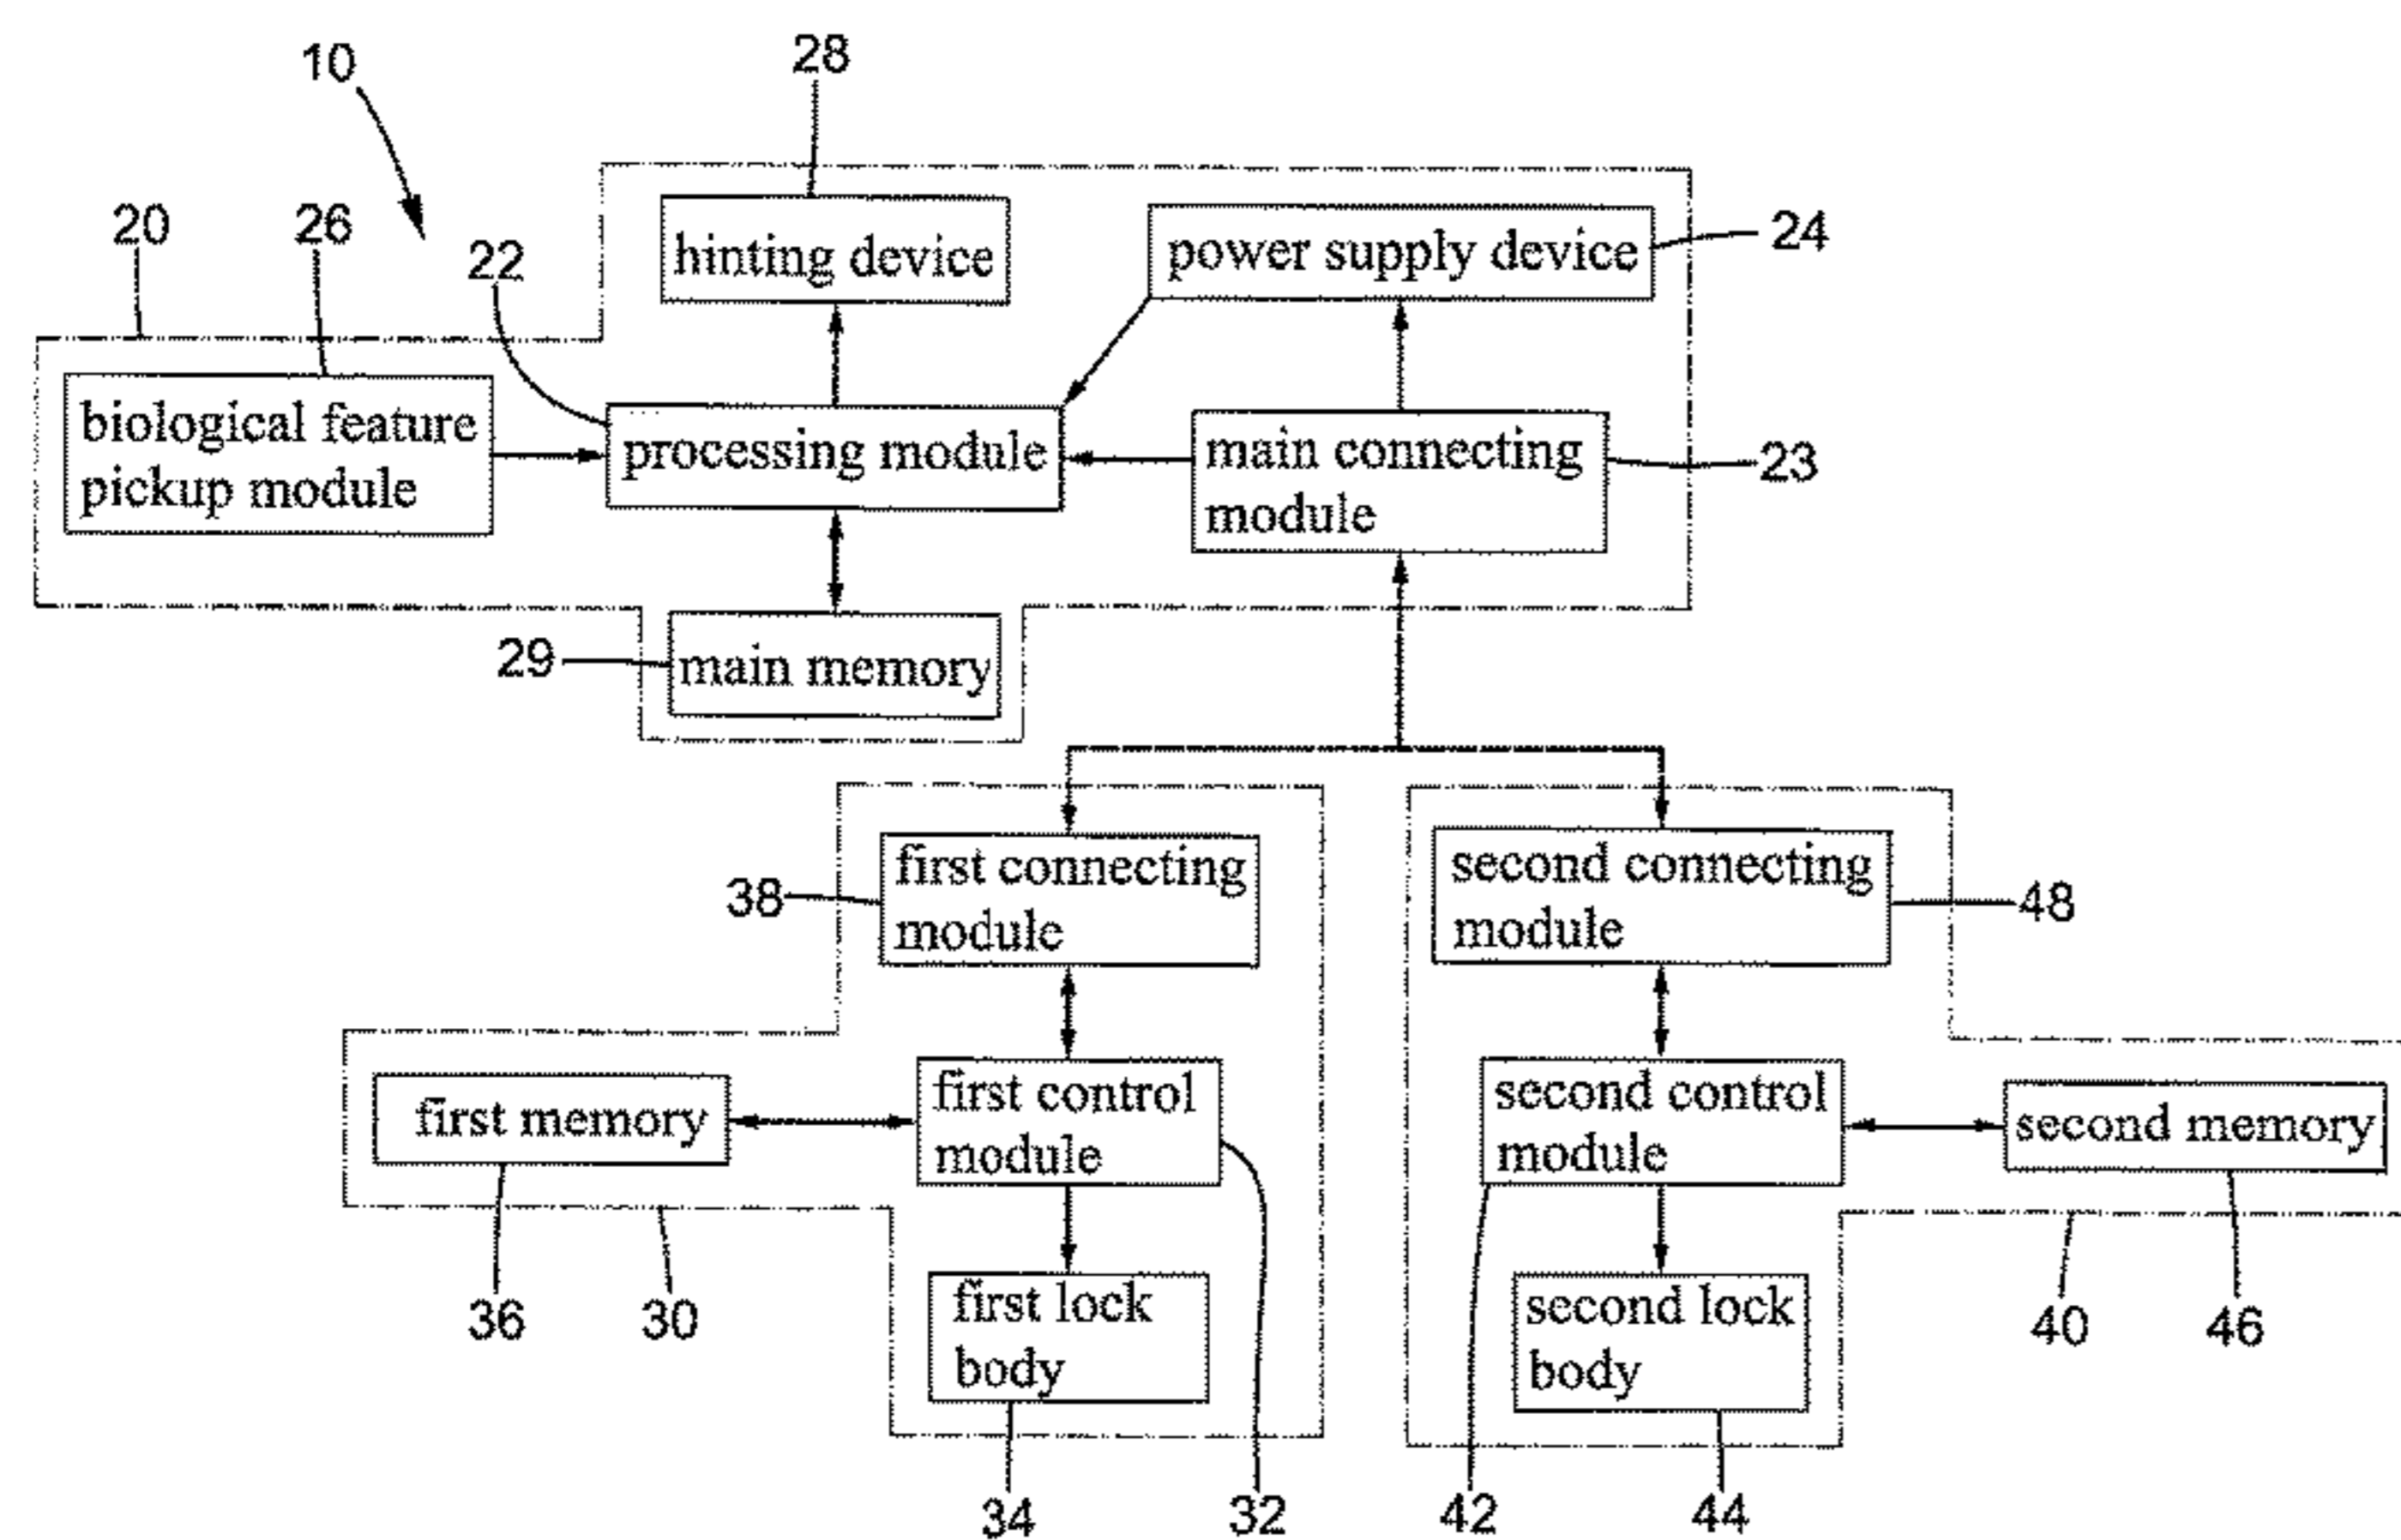 10
28
20
26
22
hinting device
power supply device
24
biological feature
pickup module
processing module
main connecting
module
23
29
main memory
38
first connecting
module
second connecting
module
48
first memory
first control
module
second control
module
second memory
36
30
first lock
body
second lock
body
40
46
34
32
42
44